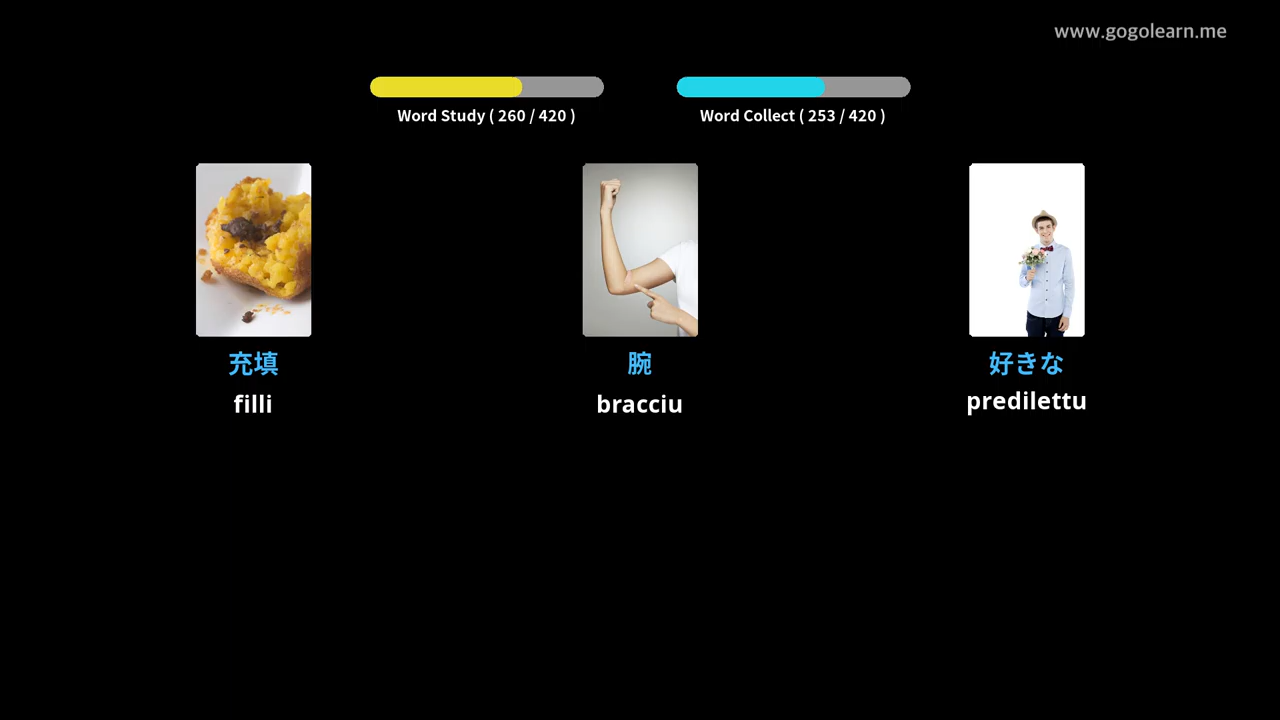 www.gogolearn.me
Word Study ( 260 / 420 )
Word Collect ( 253 / 420 )
充填
filli
腕
bracciu
好きな
predilettu